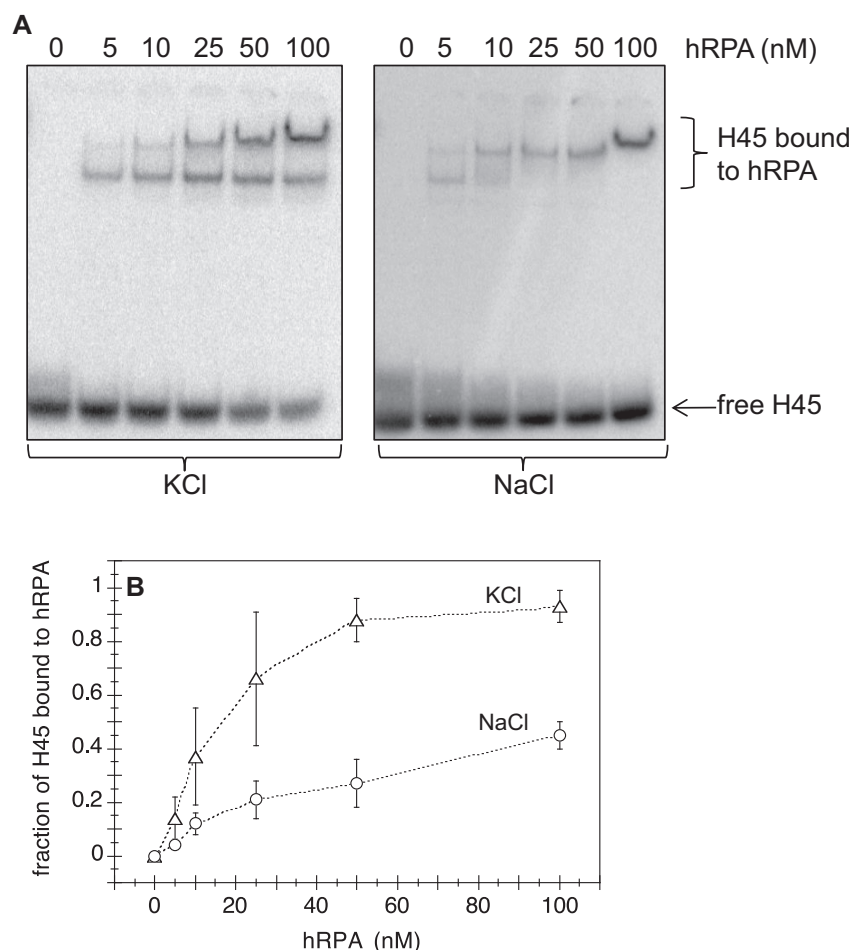 A
0 5 10 25 50 100 0 5 10 25 50 100 hRPA (nM)
H45 bound
to hRPA
free H45
KCl NaCl
B
fraction of H45 bound to hRPA
1
0.8
0.6
0.4
0.2
0
KCl
NaCl
0 20 40 60 80 100
hRPA (nM)